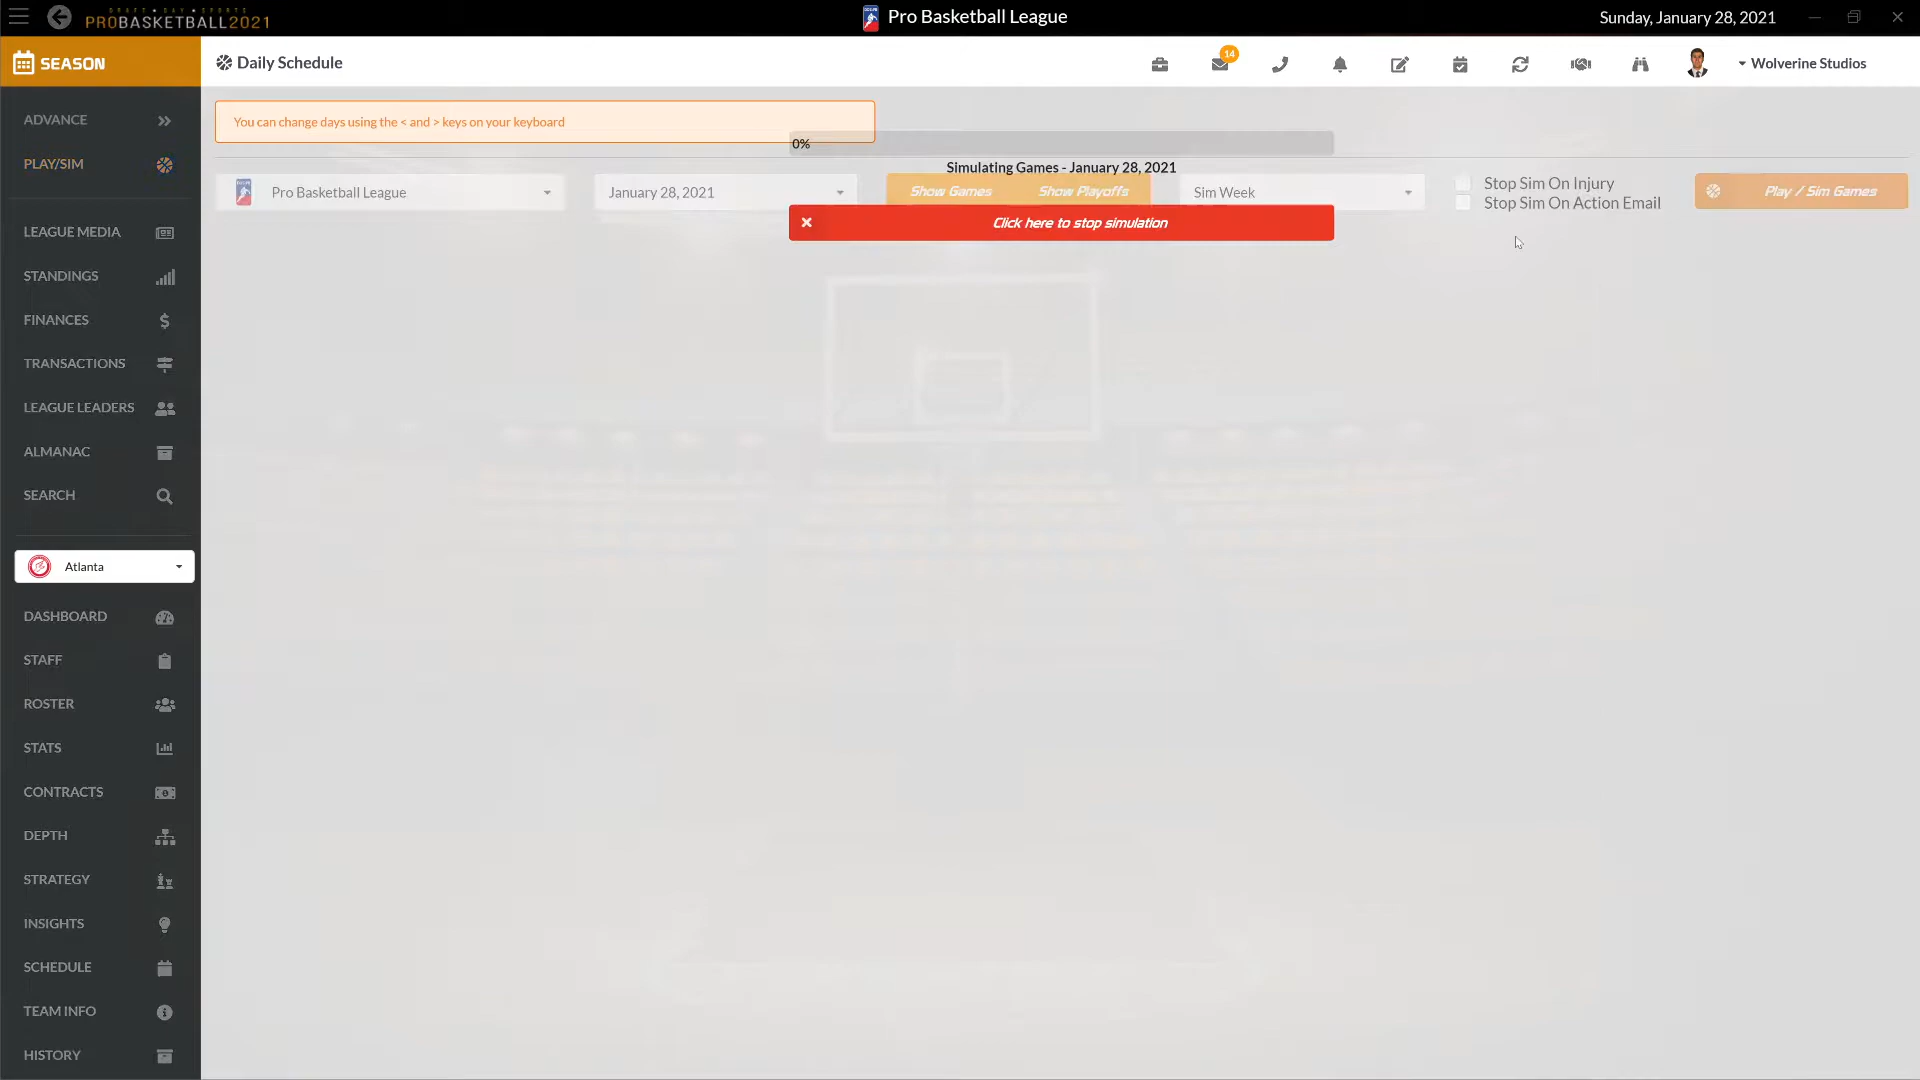 DRAFT DAY SPORTS
PROBASKETBALL2021
Pro Basketball League
Sunday, January 28, 2021
SEASON
Daily Schedule
14
Wolverine Studios
ADVANCE
PLAY/SIM
LEAGUE MEDIA
STANDINGS
FINANCES
TRANSACTIONS
LEAGUE LEADERS
ALMANAC
SEARCH
Atlanta
DASHBOARD
STAFF
ROSTER
STATS
CONTRACTS
DEPTH
STRATEGY
INSIGHTS
SCHEDULE
TEAM INFO
HISTORY
You can change days using the < and > keys on your keyboard
0%
Simulating Games - January 28, 2021
Pro Basketball League
January 28, 2021
Show Games
Show Playoffs
Sim Week
Stop Sim On Injury
Stop Sim On Action Email
Play / Sim Games
Click here to stop simulation